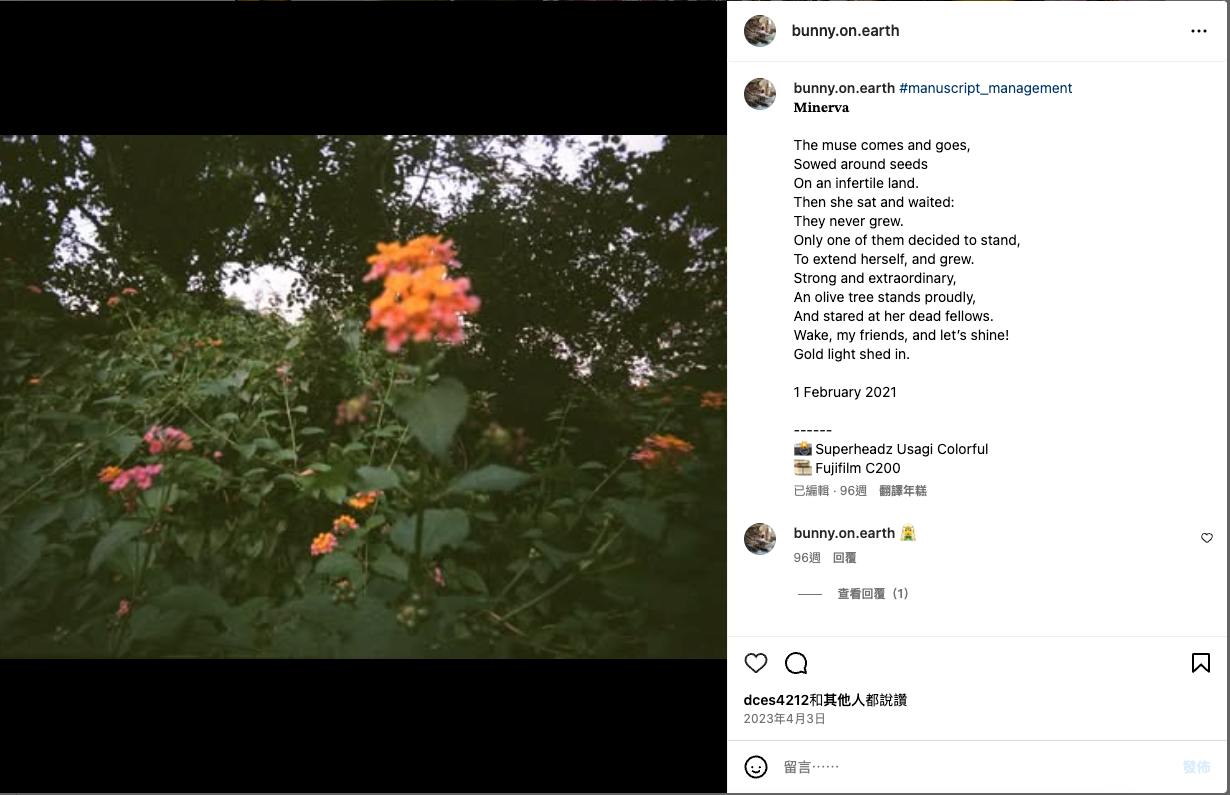 bunny.on.earth
bunny.on.earth #manuscript_management
Minerva
The muse comes and goes,
Sowed around seeds
On an infertile land.
Then she sat and waited:
They never grew.
Only one of them decided to stand,
To extend herself, and grew.
Strong and extraordinary,
An olive tree stands proudly,
And stared at her dead fellows.
Wake, my friends, and let’s shine!
Gold light shed in.
1 February 2021
------
📸 Superheadz Usagi Colorful
🎞 Fujifilm C200
已編輯 · 96週 翻譯年糕
bunny.on.earth
96週 回覆
查看回覆（1）
dces4212和其他人都說讚
2023年4月3日
留言⋯⋯
發佈